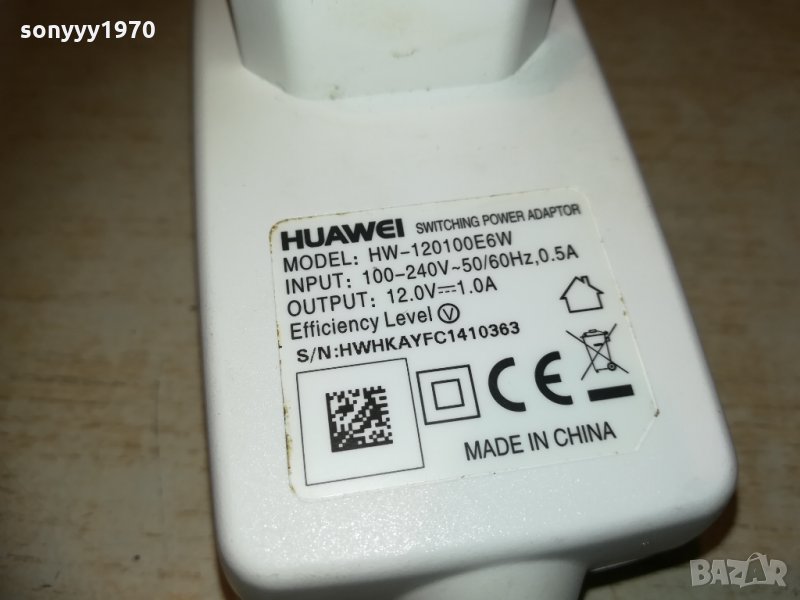 sonyyy1970
HUAWEI SWITCHING POWER ADAPTOR
MODEL: HW-120100E6W
INPUT: 100-240V~50/60Hz,0.5A
OUTPUT: 12.0V⎓1.0A
Efficiency Level Ⓥ
S/N:HWHKAYFC1410363
CE
MADE IN CHINA
BAZAR